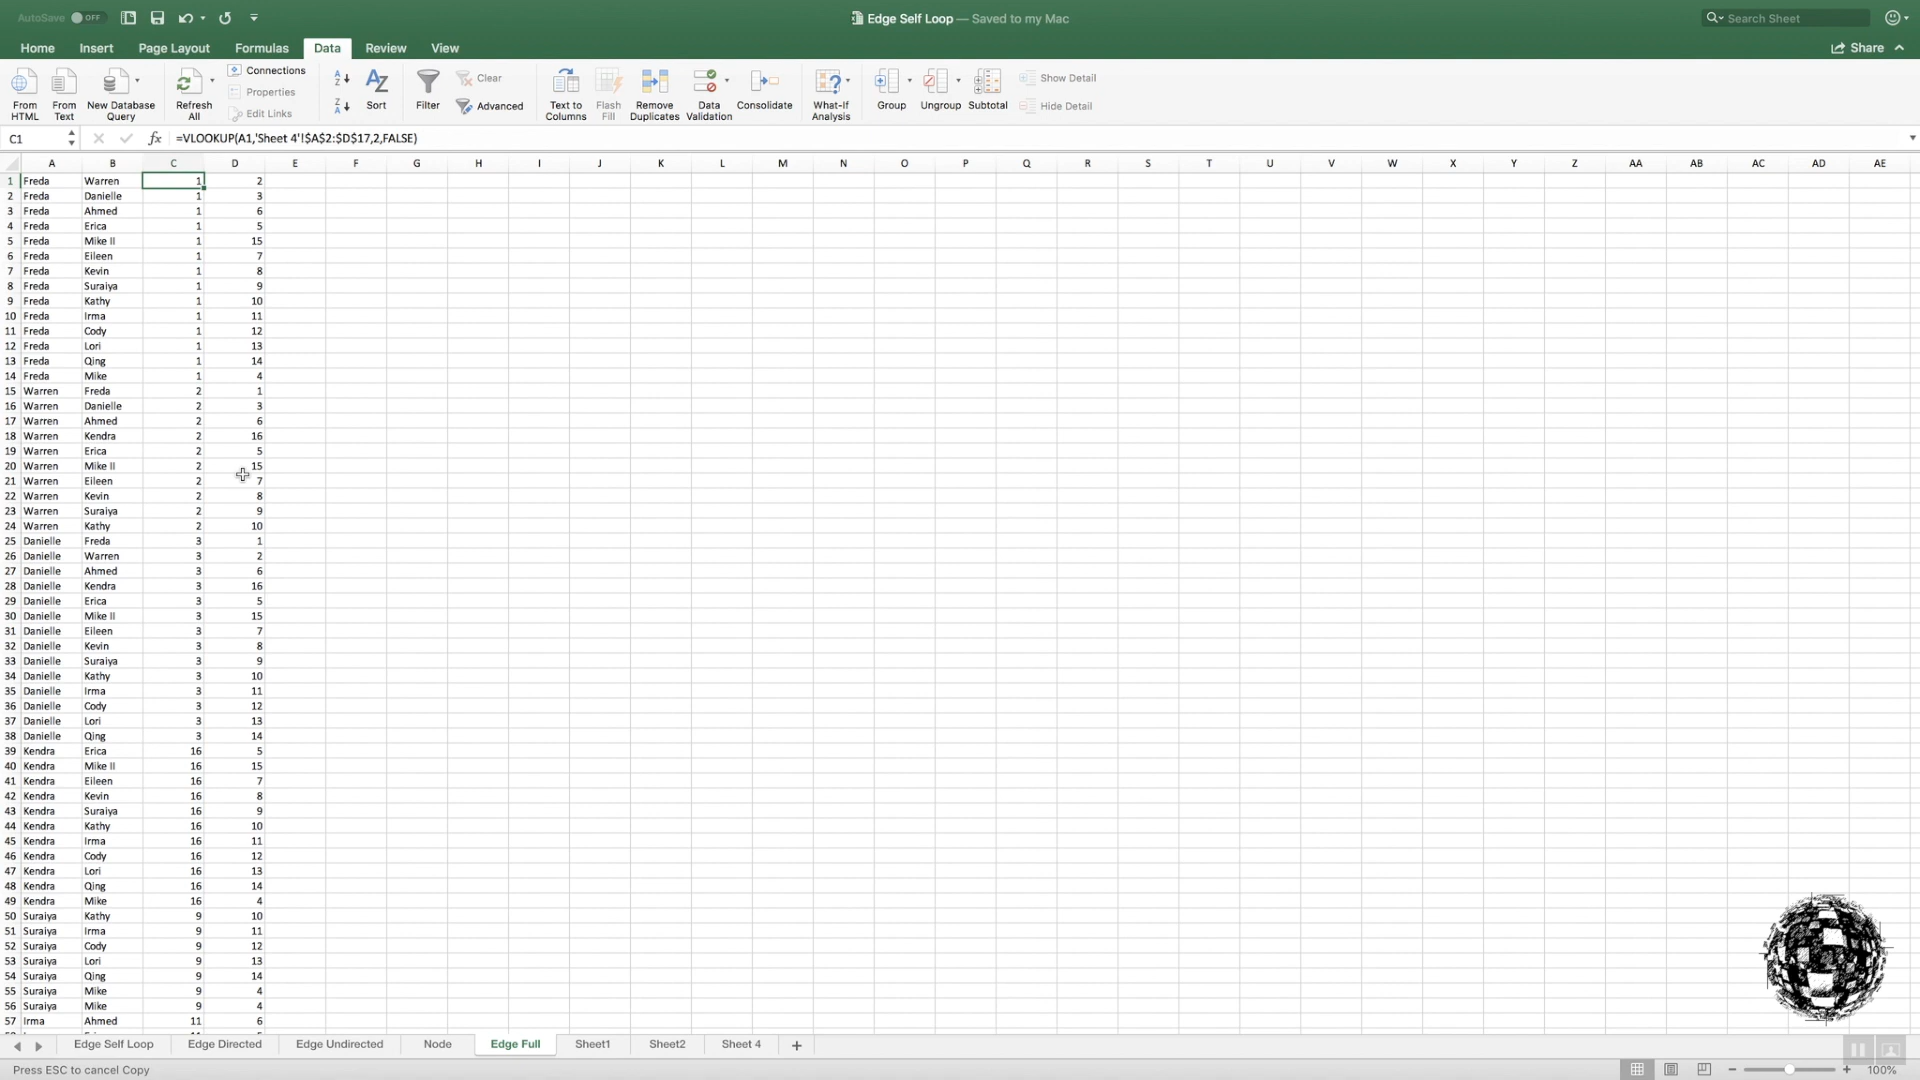 AutoSave OFF
Edge Self Loop — Saved to my Mac
Search Sheet
Home Insert Page Layout Formulas Data Review View
Share
From HTML
From Text
New Database Query
Refresh All
Connections
Properties
Edit Links
Sort
Filter
Clear
Advanced
Text to Columns
Flash Fill
Remove Duplicates
Data Validation
Consolidate
What-If Analysis
Group
Ungroup
Subtotal
Show Detail
Hide Detail
C1 fx =VLOOKUP(A1,'Sheet 4'!$A$2:$D$17,2,FALSE)
A B C D E F G H I J K L M N O P Q R S T U V W X Y Z AA AB AC AD AE
1 Freda Warren 1 2
2 Freda Danielle 1 3
3 Freda Ahmed 1 6
4 Freda Erica 1 5
5 Freda Mike II 1 15
6 Freda Eileen 1 7
7 Freda Kevin 1 8
8 Freda Suraiya 1 9
9 Freda Kathy 1 10
10 Freda Irma 1 11
11 Freda Cody 1 12
12 Freda Lori 1 13
13 Freda Qing 1 14
14 Freda Mike 1 4
15 Warren Freda 2 1
16 Warren Danielle 2 3
17 Warren Ahmed 2 6
18 Warren Kendra 2 16
19 Warren Erica 2 5
20 Warren Mike II 2 15
21 Warren Eileen 2 7
22 Warren Kevin 2 8
23 Warren Suraiya 2 9
24 Warren Kathy 2 10
25 Danielle Freda 3 1
26 Danielle Warren 3 2
27 Danielle Ahmed 3 6
28 Danielle Kendra 3 16
29 Danielle Erica 3 5
30 Danielle Mike II 3 15
31 Danielle Eileen 3 7
32 Danielle Kevin 3 8
33 Danielle Suraiya 3 9
34 Danielle Kathy 3 10
35 Danielle Irma 3 11
36 Danielle Cody 3 12
37 Danielle Lori 3 13
38 Danielle Qing 3 14
39 Kendra Erica 16 5
40 Kendra Mike II 16 15
41 Kendra Eileen 16 7
42 Kendra Kevin 16 8
43 Kendra Suraiya 16 9
44 Kendra Kathy 16 10
45 Kendra Irma 16 11
46 Kendra Cody 16 12
47 Kendra Lori 16 13
48 Kendra Qing 16 14
49 Kendra Mike 16 4
50 Suraiya Kathy 9 10
51 Suraiya Irma 9 11
52 Suraiya Cody 9 12
53 Suraiya Lori 9 13
54 Suraiya Qing 9 14
55 Suraiya Mike 9 4
56 Suraiya Mike 9 4
57 Irma Ahmed 11 6
Edge Self Loop Edge Directed Edge Undirected Node Edge Full Sheet1 Sheet2 Sheet 4 +
Press ESC to cancel Copy
100%